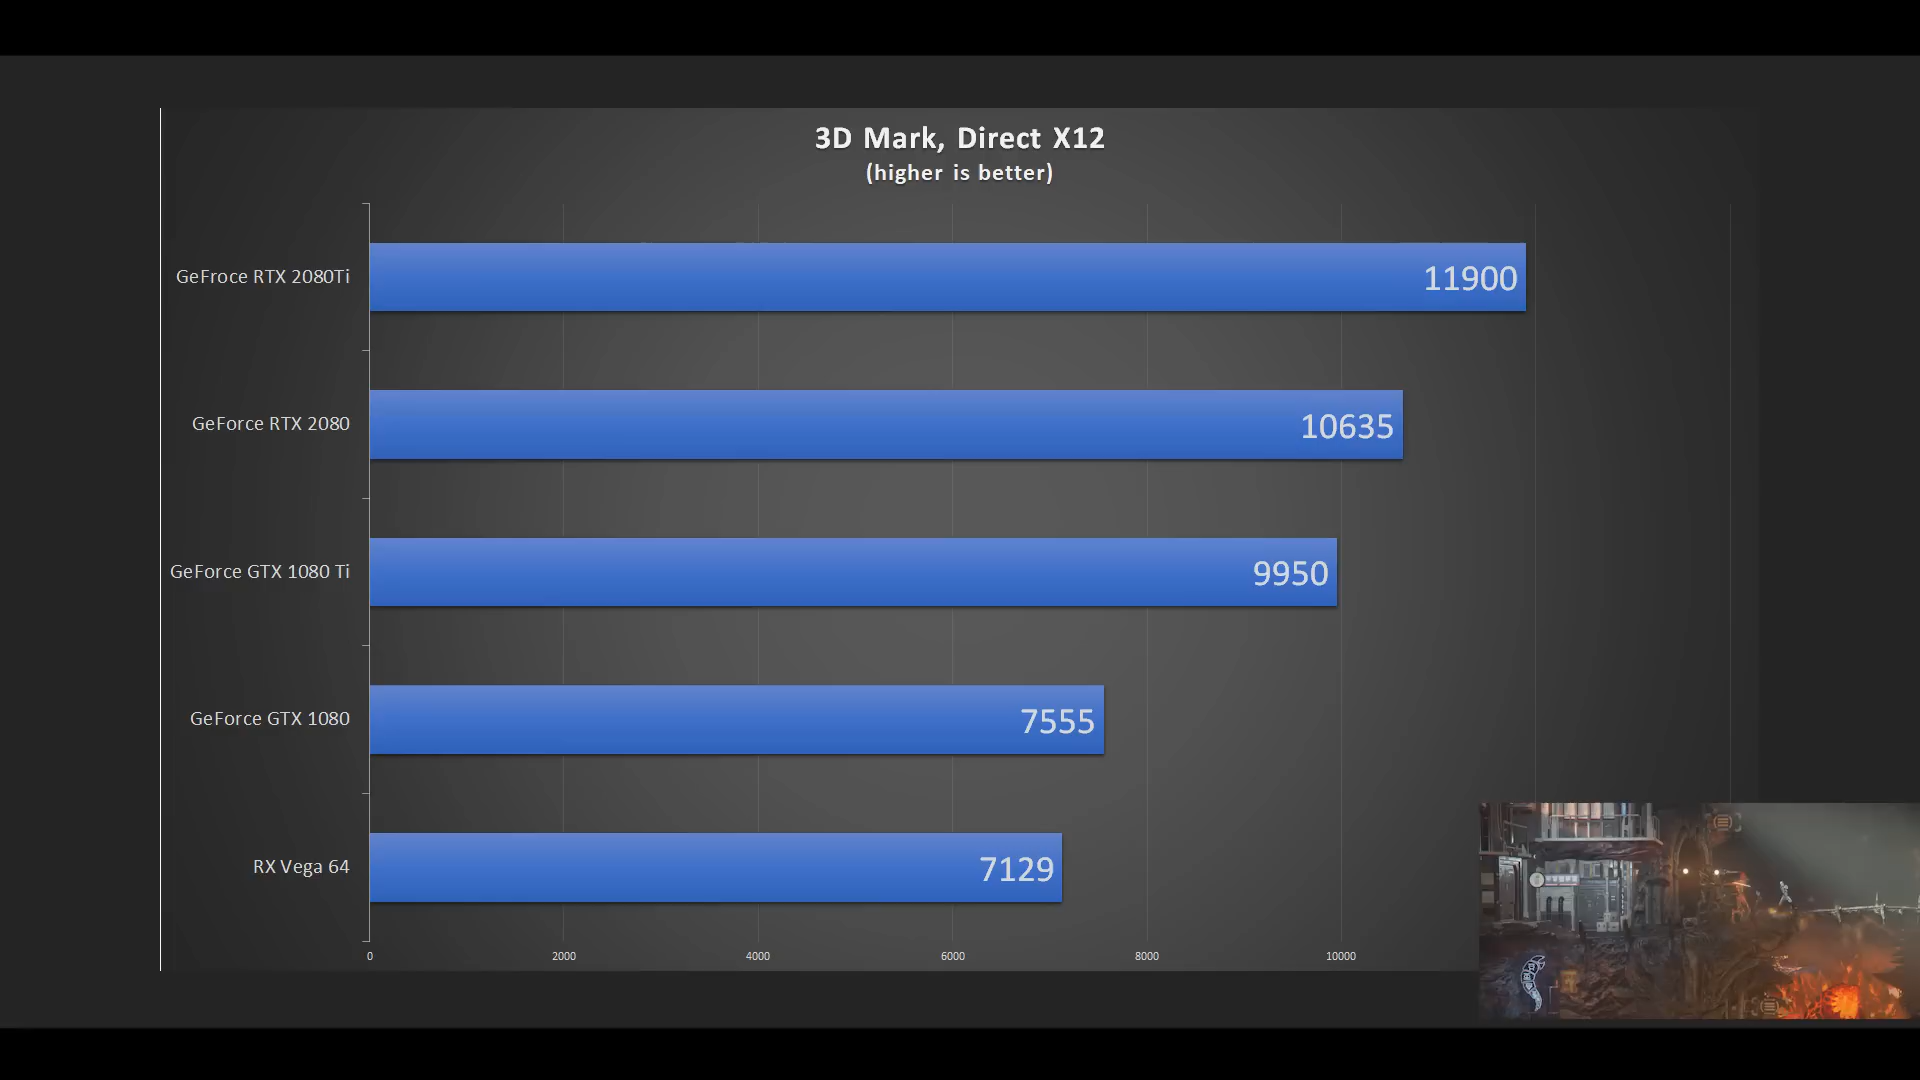 3D Mark, Direct X12
(higher is better)
GeFroce RTX 2080Ti
11900
GeForce RTX 2080
10635
GeForce GTX 1080 Ti
9950
GeForce GTX 1080
7555
RX Vega 64
7129
0 2000 4000 6000 8000 10000